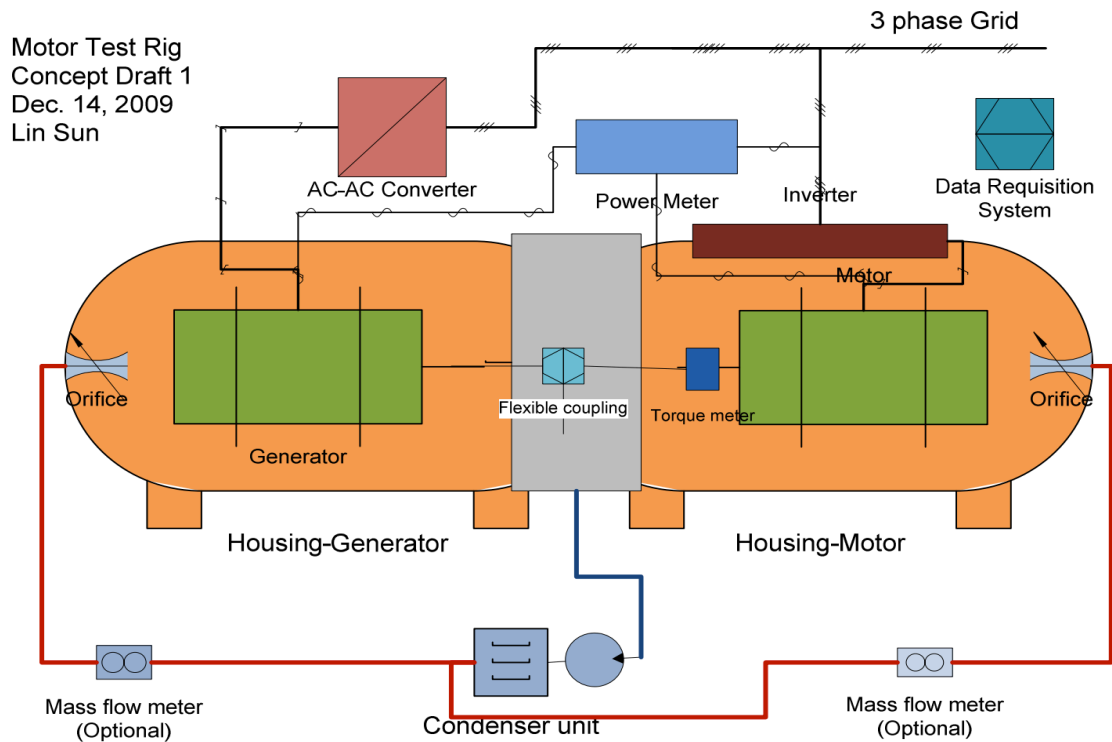 Motor Test Rig
Concept Draft 1
Dec. 14, 2009
Lin Sun
3 phase Grid
AC-AC Converter
Power Meter
Inverter
Data Requisition
System
Motor
Orifice
Flexible coupling
Torque meter
Orifice
Generator
Housing-Generator
Housing-Motor
Mass flow meter
(Optional)
Condenser unit
Mass flow meter
(Optional)